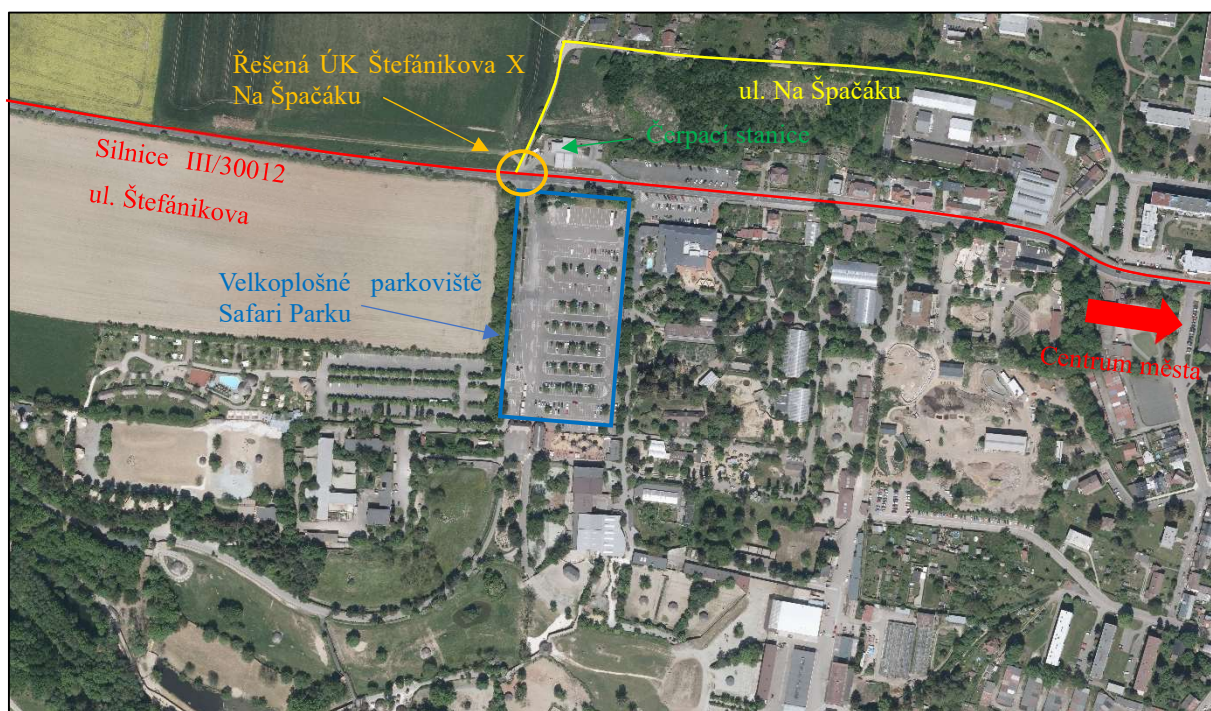 Řešená ÚK Štefánikova X
Na Špačáku
ul. Na Špačáku
Čerpací stanice
Silnice III/30012
ul. Štefánikova
Velkoplošné parkoviště
Safari Parku
Centrum města